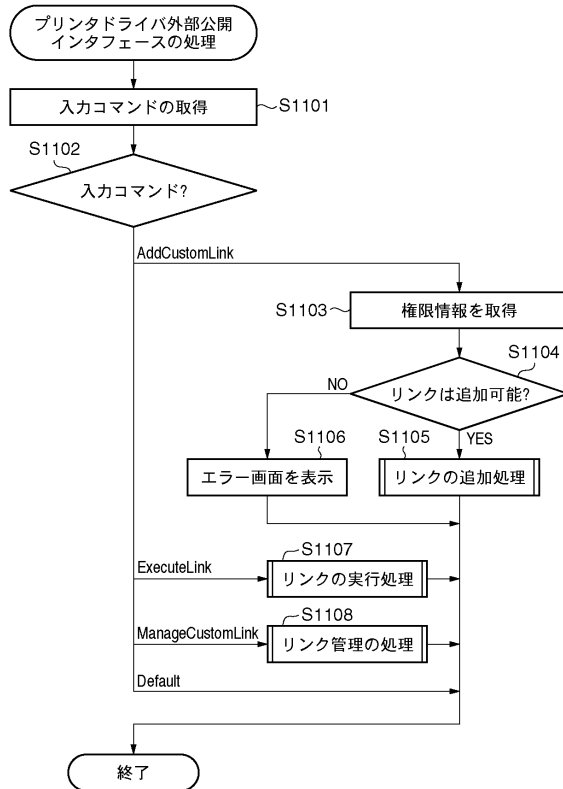 プリンタドライバ外部公開
インタフェースの処理
入力コマンドの取得
S1101
S1102
入力コマンド?
AddCustomLink
S1103
権限情報を取得
S1104
リンクは追加可能?
NO
YES
S1106
S1105
エラー画面を表示
リンクの追加処理
S1107
ExecuteLink
リンクの実行処理
S1108
ManageCustomLink
リンク管理の処理
Default
終了